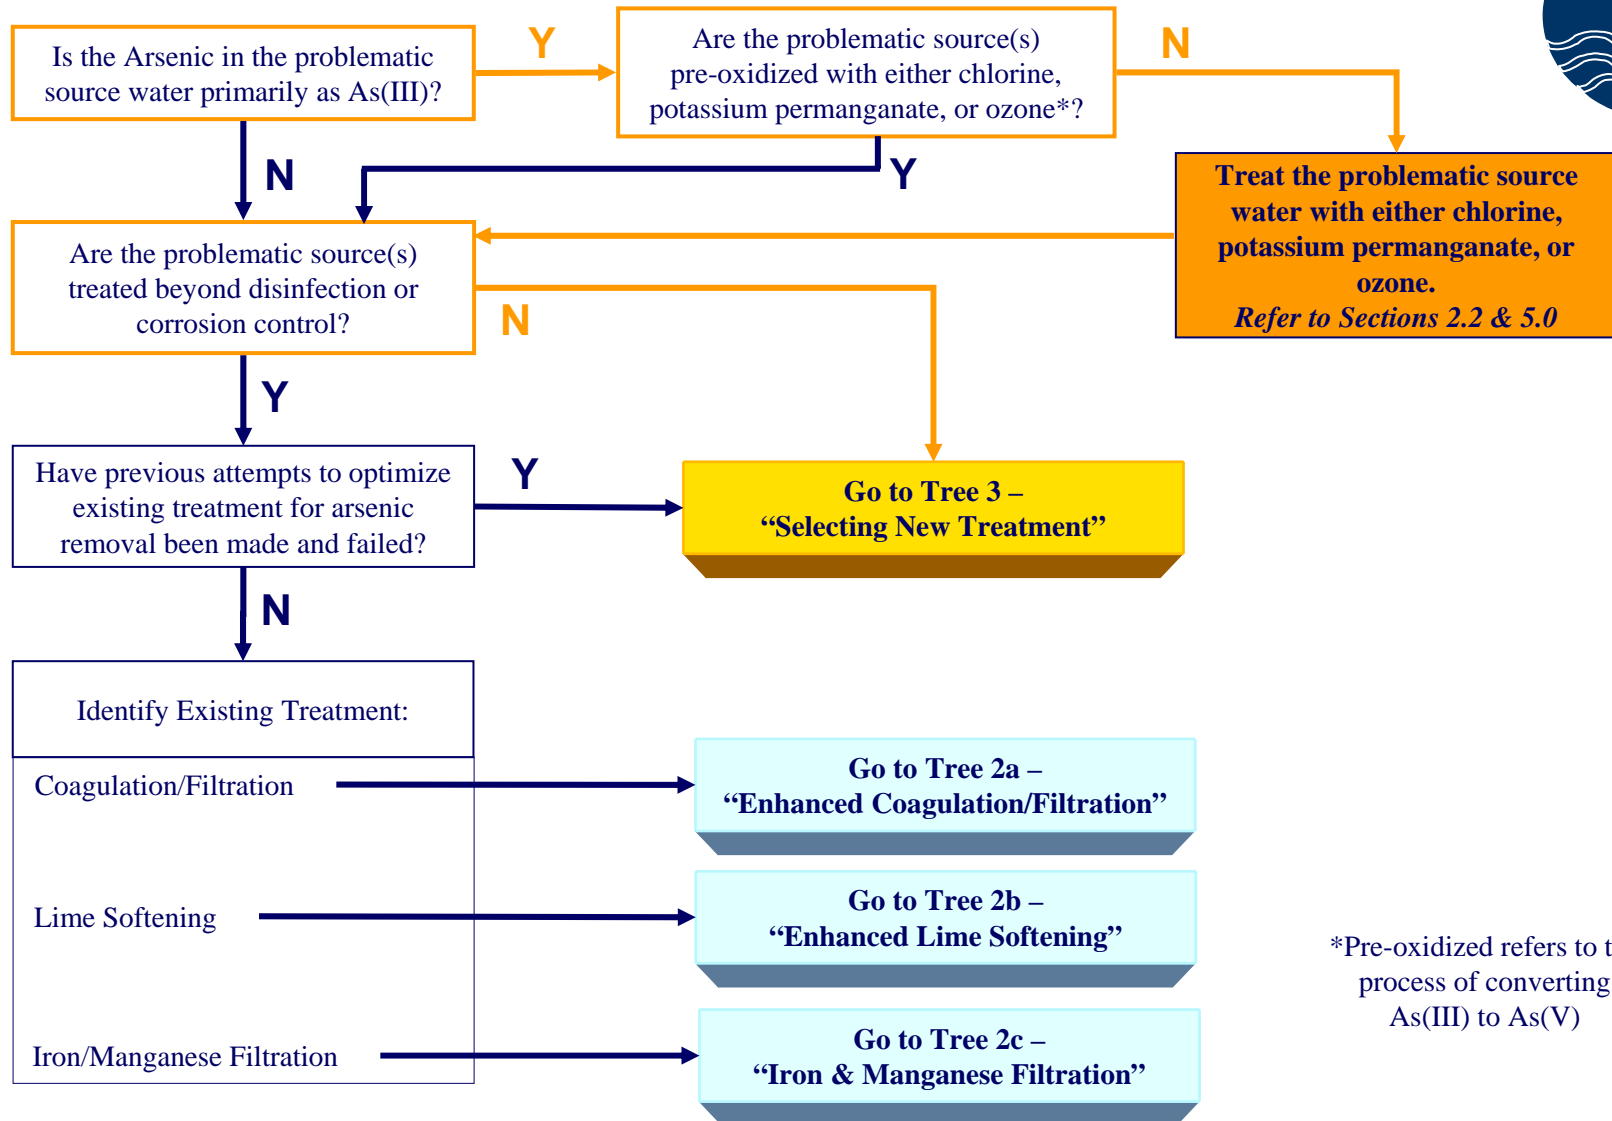 Is the Arsenic in the problematic
source water primarily as As(III)?
Y
Are the problematic source(s)
pre-oxidized with either chlorine,
potassium permanganate, or ozone*?
N
N
Y
Treat the problematic source
water with either chlorine,
potassium permanganate, or
ozone.
Refer to Sections 2.2 & 5.0
Are the problematic source(s)
treated beyond disinfection or
corrosion control?
N
Y
Have previous attempts to optimize
existing treatment for arsenic
removal been made and failed?
Y
Go to Tree 3 –
“Selecting New Treatment”
N
Identify Existing Treatment:
Coagulation/Filtration
Go to Tree 2a –
“Enhanced Coagulation/Filtration”
Lime Softening
Go to Tree 2b –
“Enhanced Lime Softening”
Iron/Manganese Filtration
Go to Tree 2c –
“Iron & Manganese Filtration”
*Pre-oxidized refers to
process of converting
As(III) to As(V)